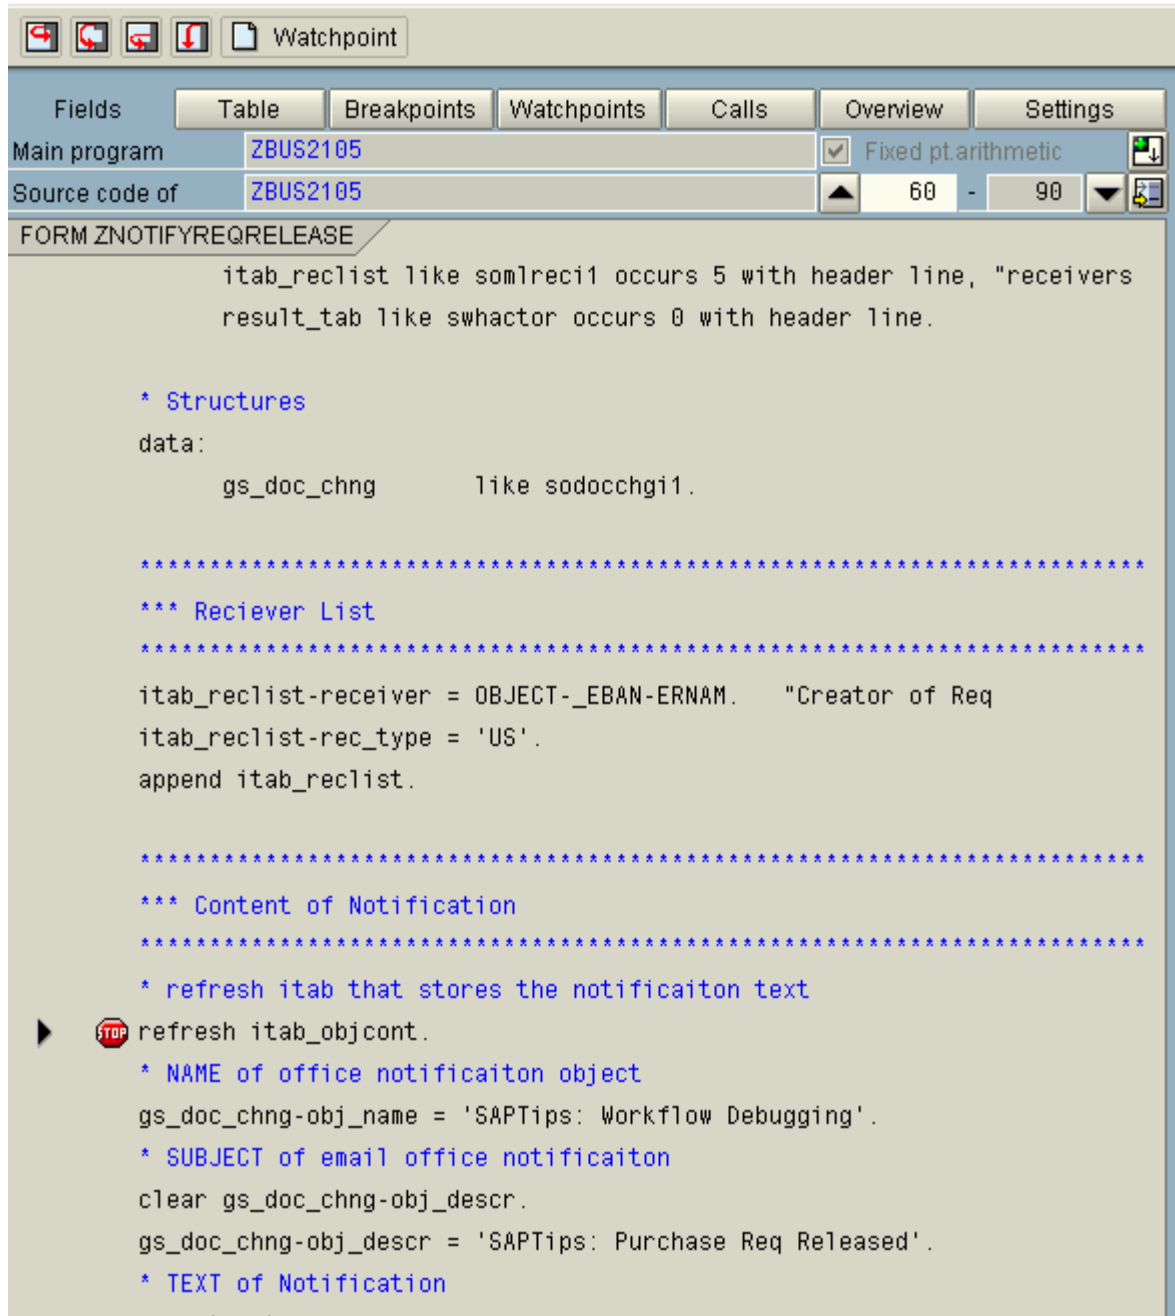 Watchpoint
Fields Table Breakpoints Watchpoints Calls Overview Settings
Main program ZBUS2105 Fixed pt.arithmetic
Source code of ZBUS2105 60 - 90
FORM ZNOTIFYREQRELEASE
itab_reclist like somlreci1 occurs 5 with header line, "receivers
result_tab like swhactor occurs 0 with header line.
* Structures
data:
gs_doc_chng like sodocchgi1.
************************************************************************
*** Reciever List
************************************************************************
itab_reclist-receiver = OBJECT-_EBAN-ERNAM. "Creator of Req
itab_reclist-rec_type = 'US'.
append itab_reclist.
************************************************************************
*** Content of Notification
************************************************************************
* refresh itab that stores the notificaiton text
STOP refresh itab_objcont.
* NAME of office notificaiton object
gs_doc_chng-obj_name = 'SAPTips: Workflow Debugging'.
* SUBJECT of email office notificaiton
clear gs_doc_chng-obj_descr.
gs_doc_chng-obj_descr = 'SAPTips: Purchase Req Released'.
* TEXT of Notification